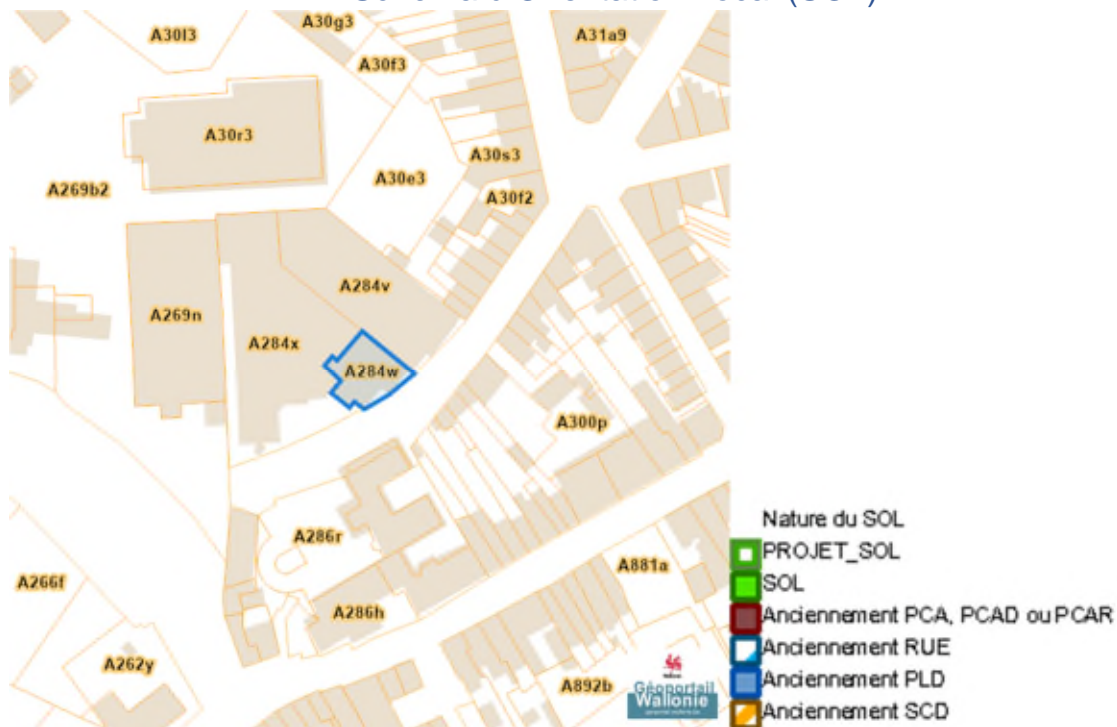 A30g3
A30l3
A31a9
A30f3
A30r3
A30s3
A30e3
A269b2
A30f2
A284v
A269n
A284x
A284w
A300p
A286r
A266f
A881a
A286h
A262y
A892b
Géoportail
Wallonie
Nature du SOL
PROJET_SOL
SOL
Anciennement PCA, PCAD ou PCAR
Anciennement RUE
Anciennement PLD
Anciennement SCD